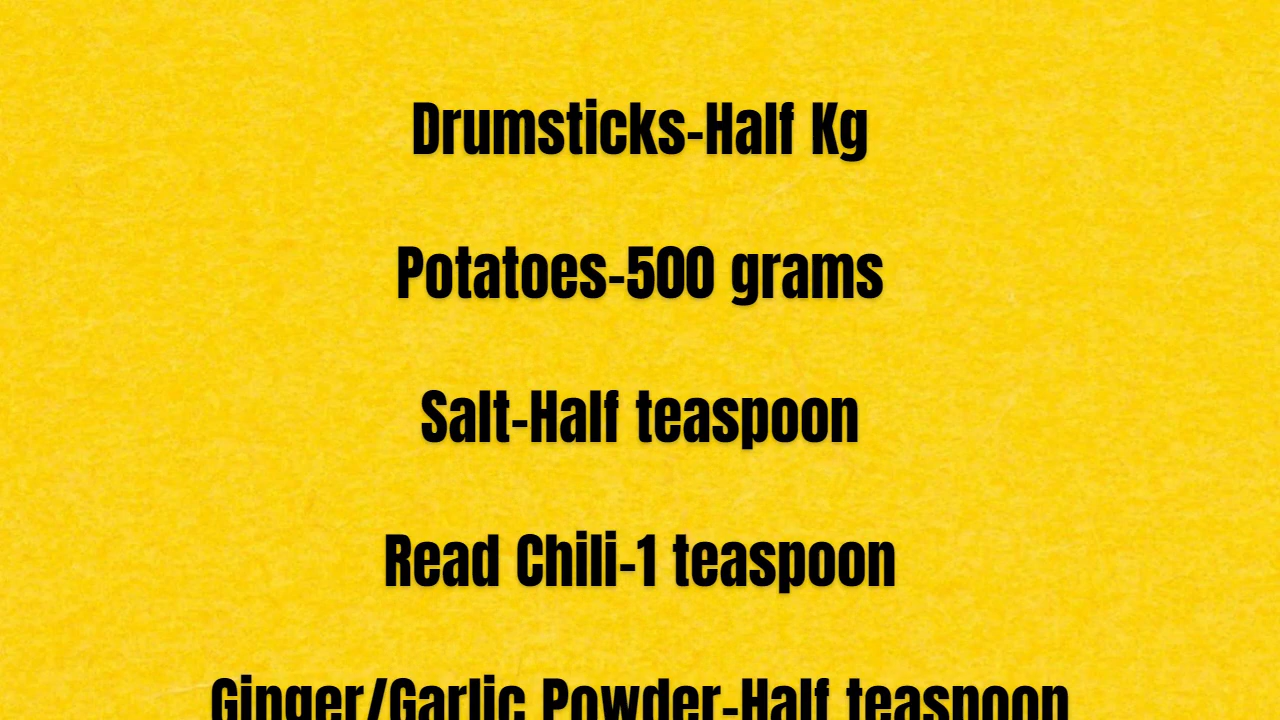 Drumsticks-Half Kg
Potatoes-500 grams
Salt-Half teaspoon
Read Chili-1 teaspoon
Ginger/Garlic Powder-Half teaspoon